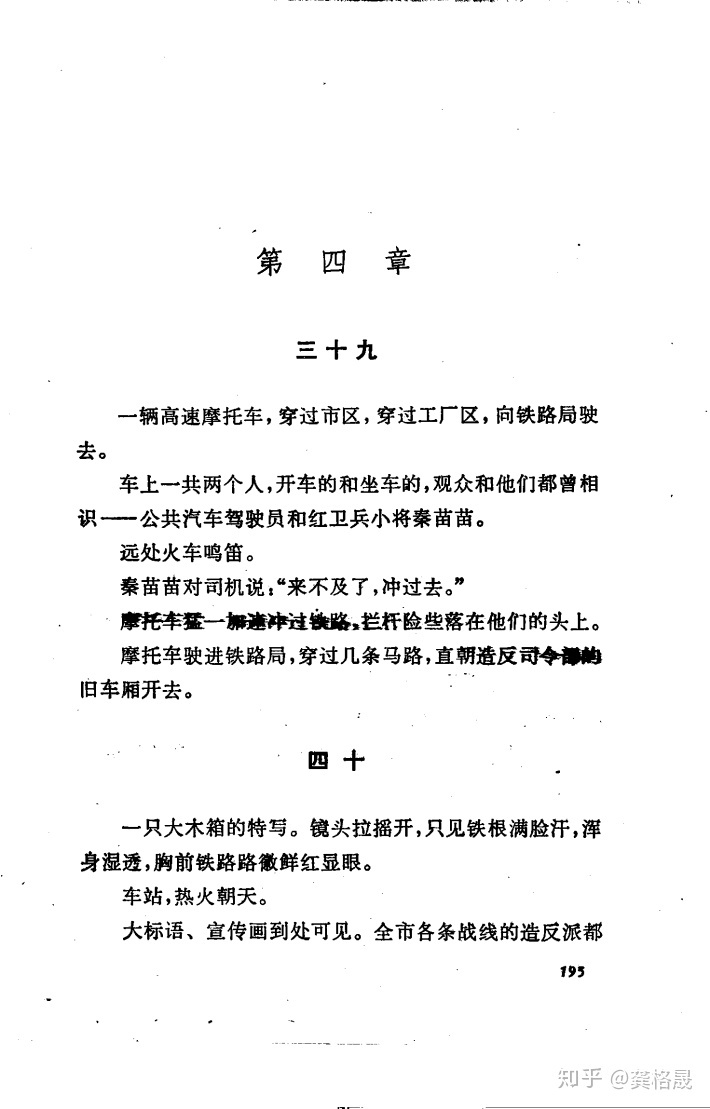 第四章
三十九
一辆高速摩托车，穿过市区，穿过工厂区，向铁路局驶
去。
车上一共两个人，开车的和坐车的，观众和他们都曾相
识——公共汽车驾驶员和红卫兵小将秦苗苗。
远处火车鸣笛。
秦苗苗对司机说：“来不及了，冲过去。”
摩托车猛一加速冲过铁路，拦杆险些落在他们的头上。
摩托车驶进铁路局，穿过几条马路，直朝造反司令部的
旧车厢开去。
四十
一只大木箱的特写。镜头拉摇开，只见铁根满脸汗，浑
身湿透，胸前铁路路徽鲜红显眼。
车站，热火朝天。
大标语、宣传画到处可见。全市各条战线的造反派都
195
知乎 @龚格晟